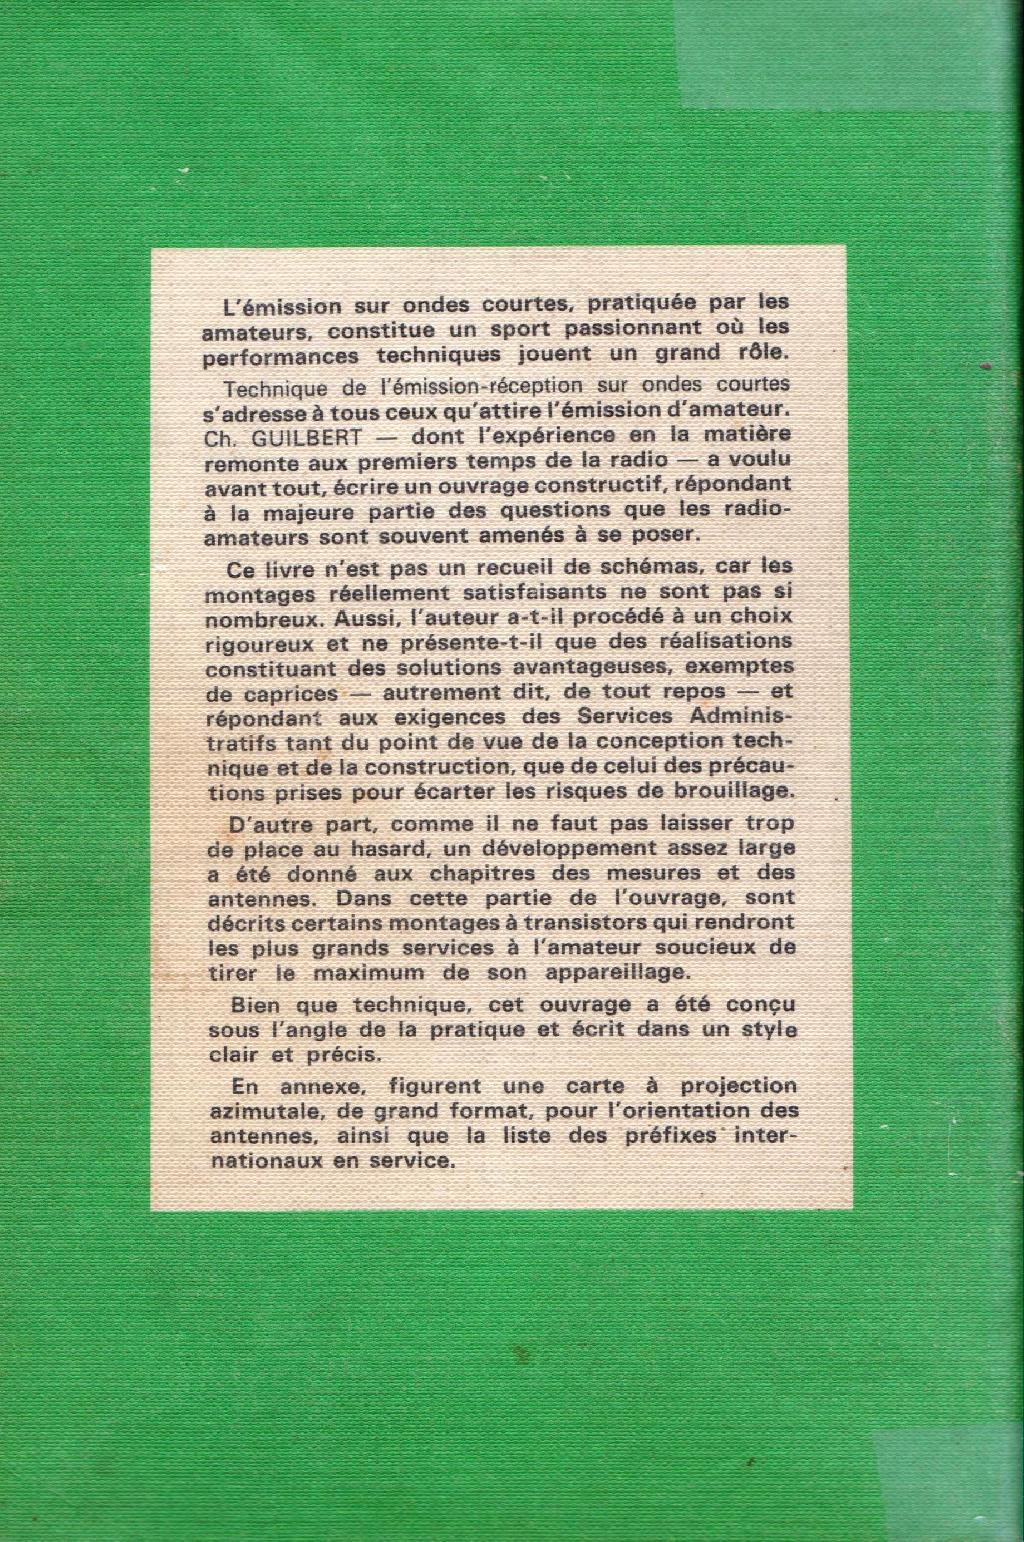 L'émission sur ondes courtes, pratiquée par les
amateurs, constitue un sport passionnant où les
performances techniques jouent un grand rôle.
Technique de l'émission-réception sur ondes courtes
s'adresse à tous ceux qu'attire l'émission d'amateur.
Ch. GUILBERT — dont l'expérience en la matière
remonte aux premiers temps de la radio — a voulu
avant tout, écrire un ouvrage constructif, répondant
à la majeure partie des questions que les radio-
amateurs sont souvent amenés à se poser.
Ce livre n'est pas un recueil de schémas, car les
montages réellement satisfaisants ne sont pas si
nombreux. Aussi, l'auteur a-t-il procédé à un choix
rigoureux et ne présente-t-il que des réalisations
constituant des solutions avantageuses, exemptes
de caprices — autrement dit, de tout repos — et
répondant aux exigences des Services Adminis-
tratifs tant du point de vue de la conception tech-
nique et de la construction, que de celui des précau-
tions prises pour écarter les risques de brouillage.
D'autre part, comme il ne faut pas laisser trop
de place au hasard, un développement assez large
a été donné aux chapitres des mesures et des
antennes. Dans cette partie de l'ouvrage, sont
décrits certains montages à transistors qui rendront
les plus grands services à l'amateur soucieux de
tirer le maximum de son appareillage.
Bien que technique, cet ouvrage a été conçu
sous l'angle de la pratique et écrit dans un style
clair et précis.
En annexe, figurent une carte à projection
azimutale, de grand format, pour l'orientation des
antennes, ainsi que la liste des préfixes inter-
nationaux en service.